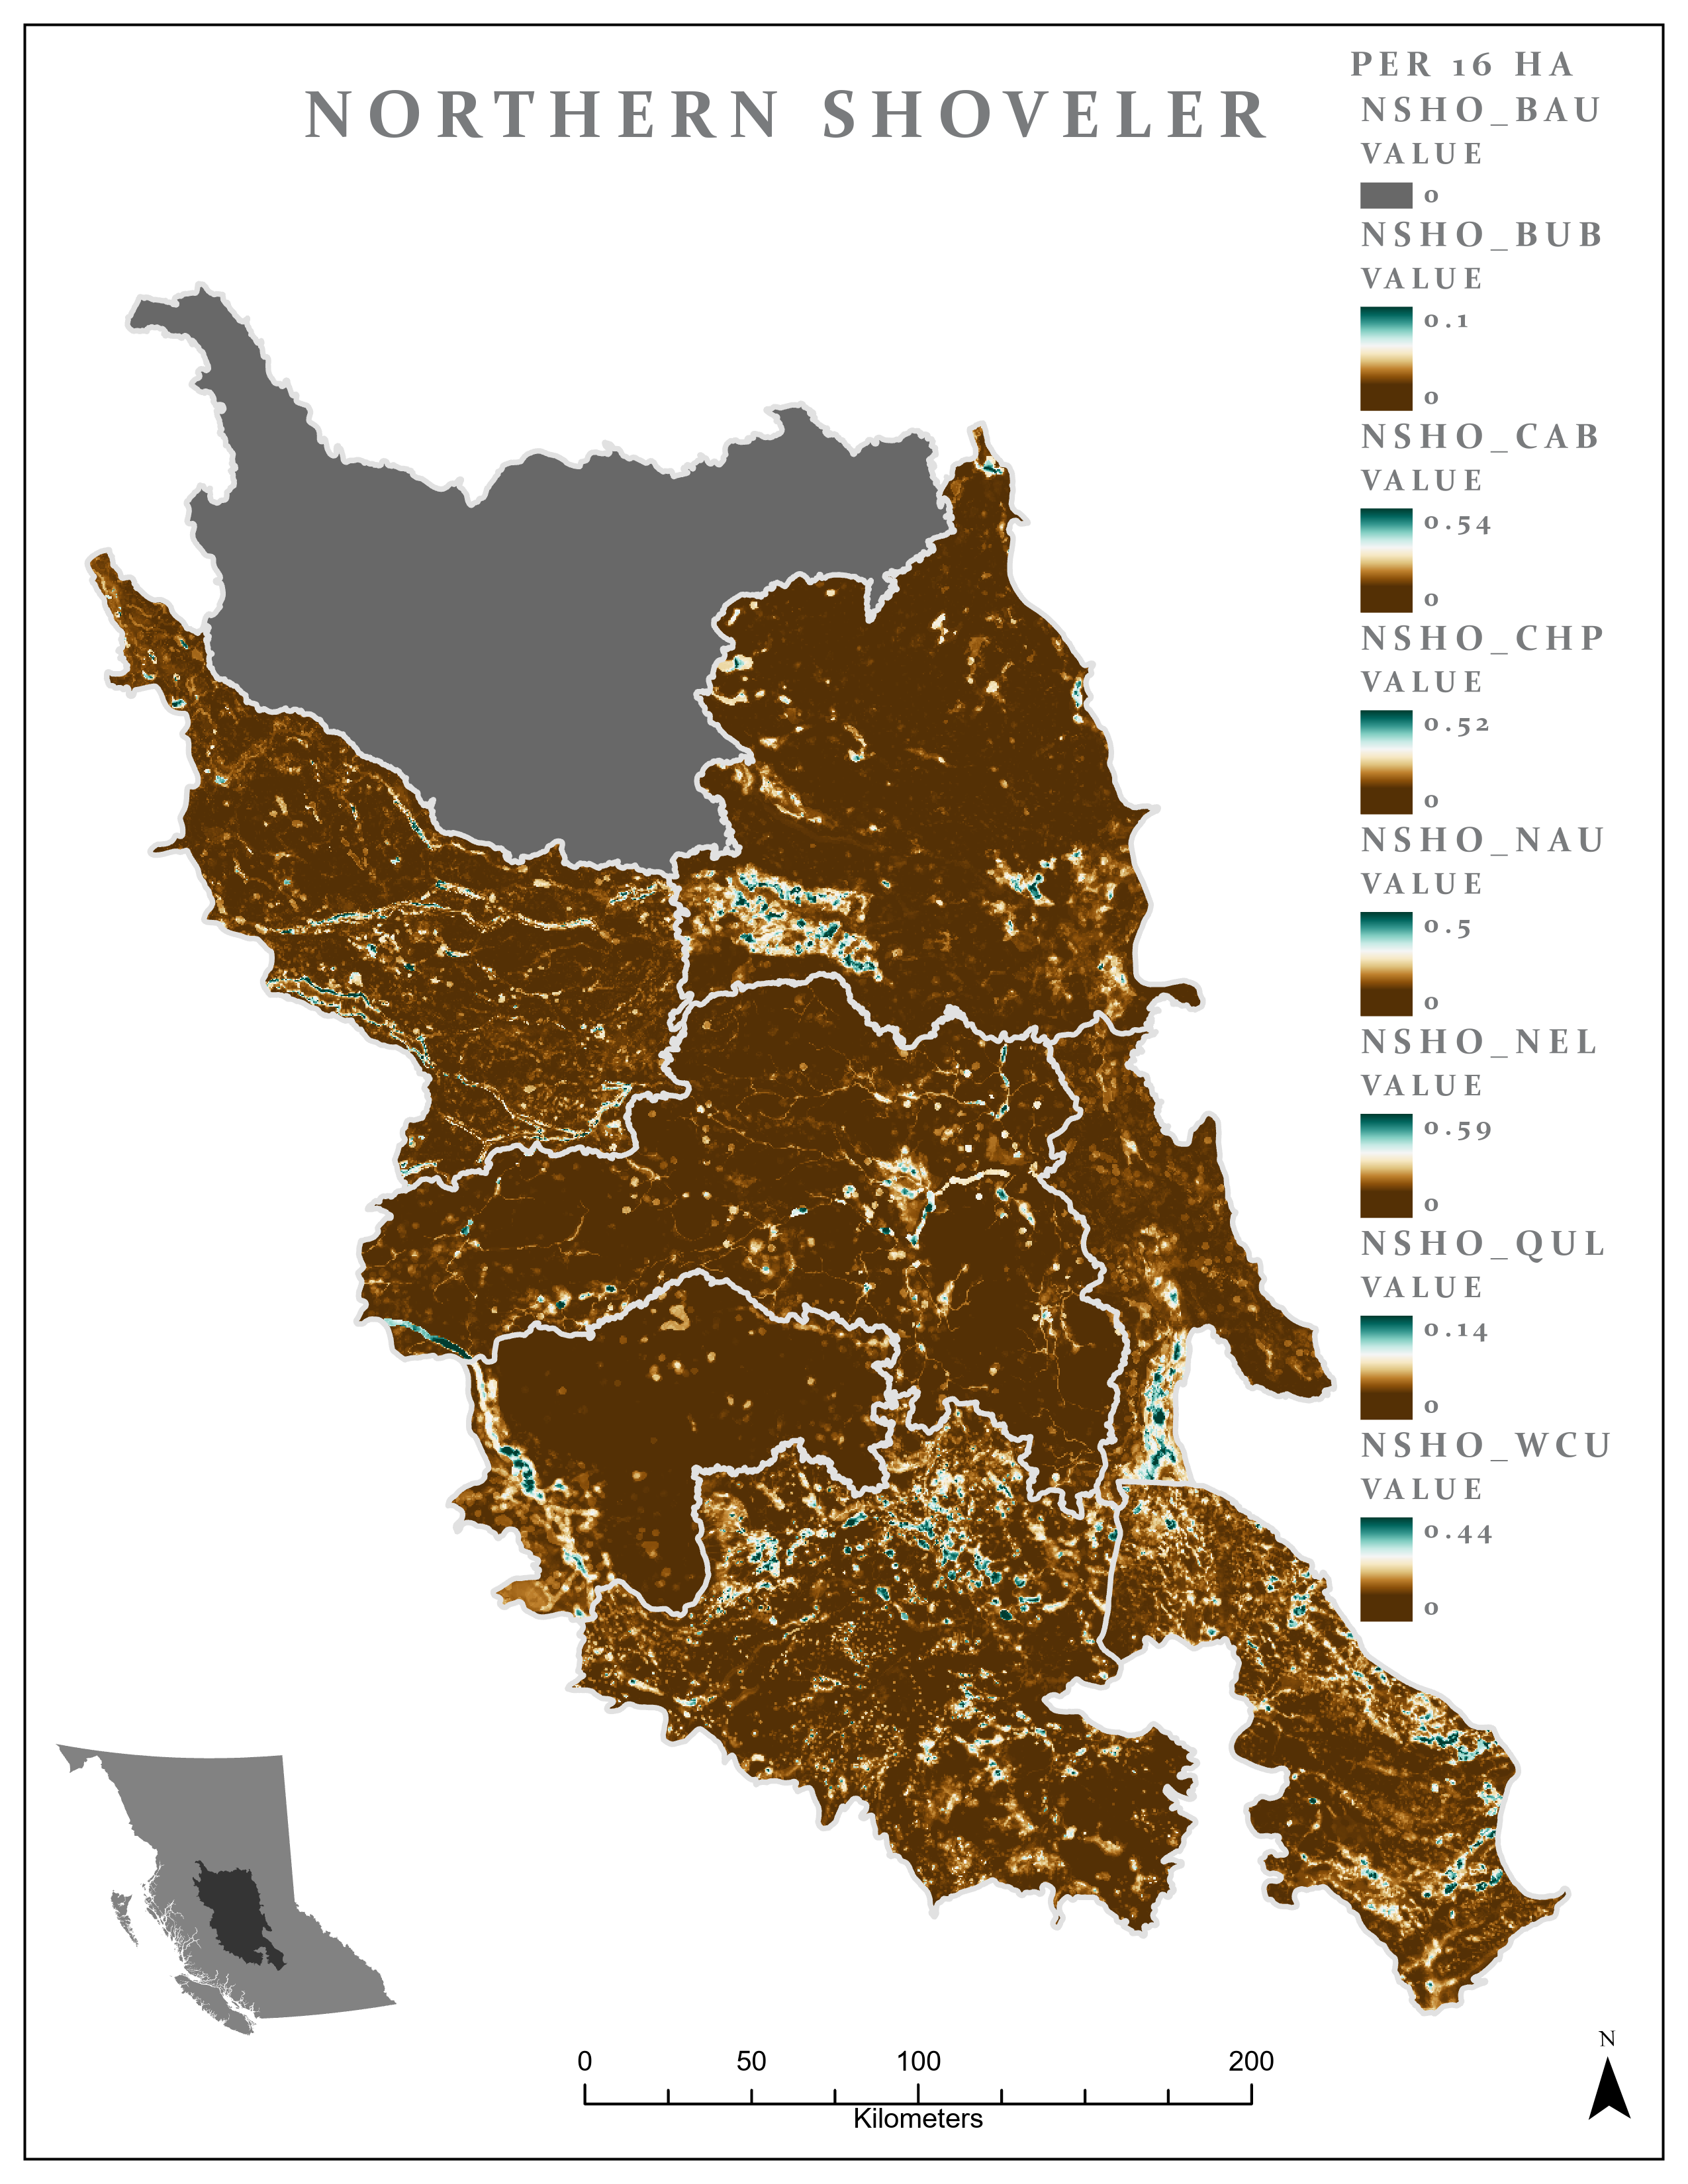 NORTHERN SHOVELER
PER 16 HA
NSHO_BAU
VALUE
0
NSHO_BUB
VALUE
0.1
0
NSHO_CAB
VALUE
0.54
0
NSHO_CHP
VALUE
0.52
0
NSHO_NAU
VALUE
0.5
0
NSHO_NEL
VALUE
0.59
0
NSHO_QUL
VALUE
0.14
0
NSHO_WCU
VALUE
0.44
0
0 50 100 200
Kilometers
N